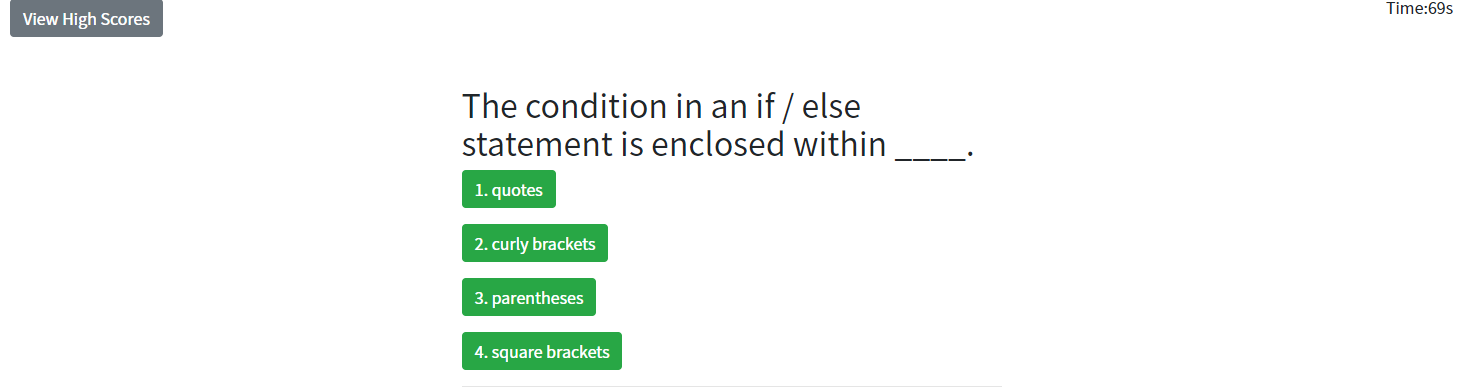 View High Scores
Time:69s
The condition in an if / else
statement is enclosed within ____.
1. quotes
2. curly brackets
3. parentheses
4. square brackets